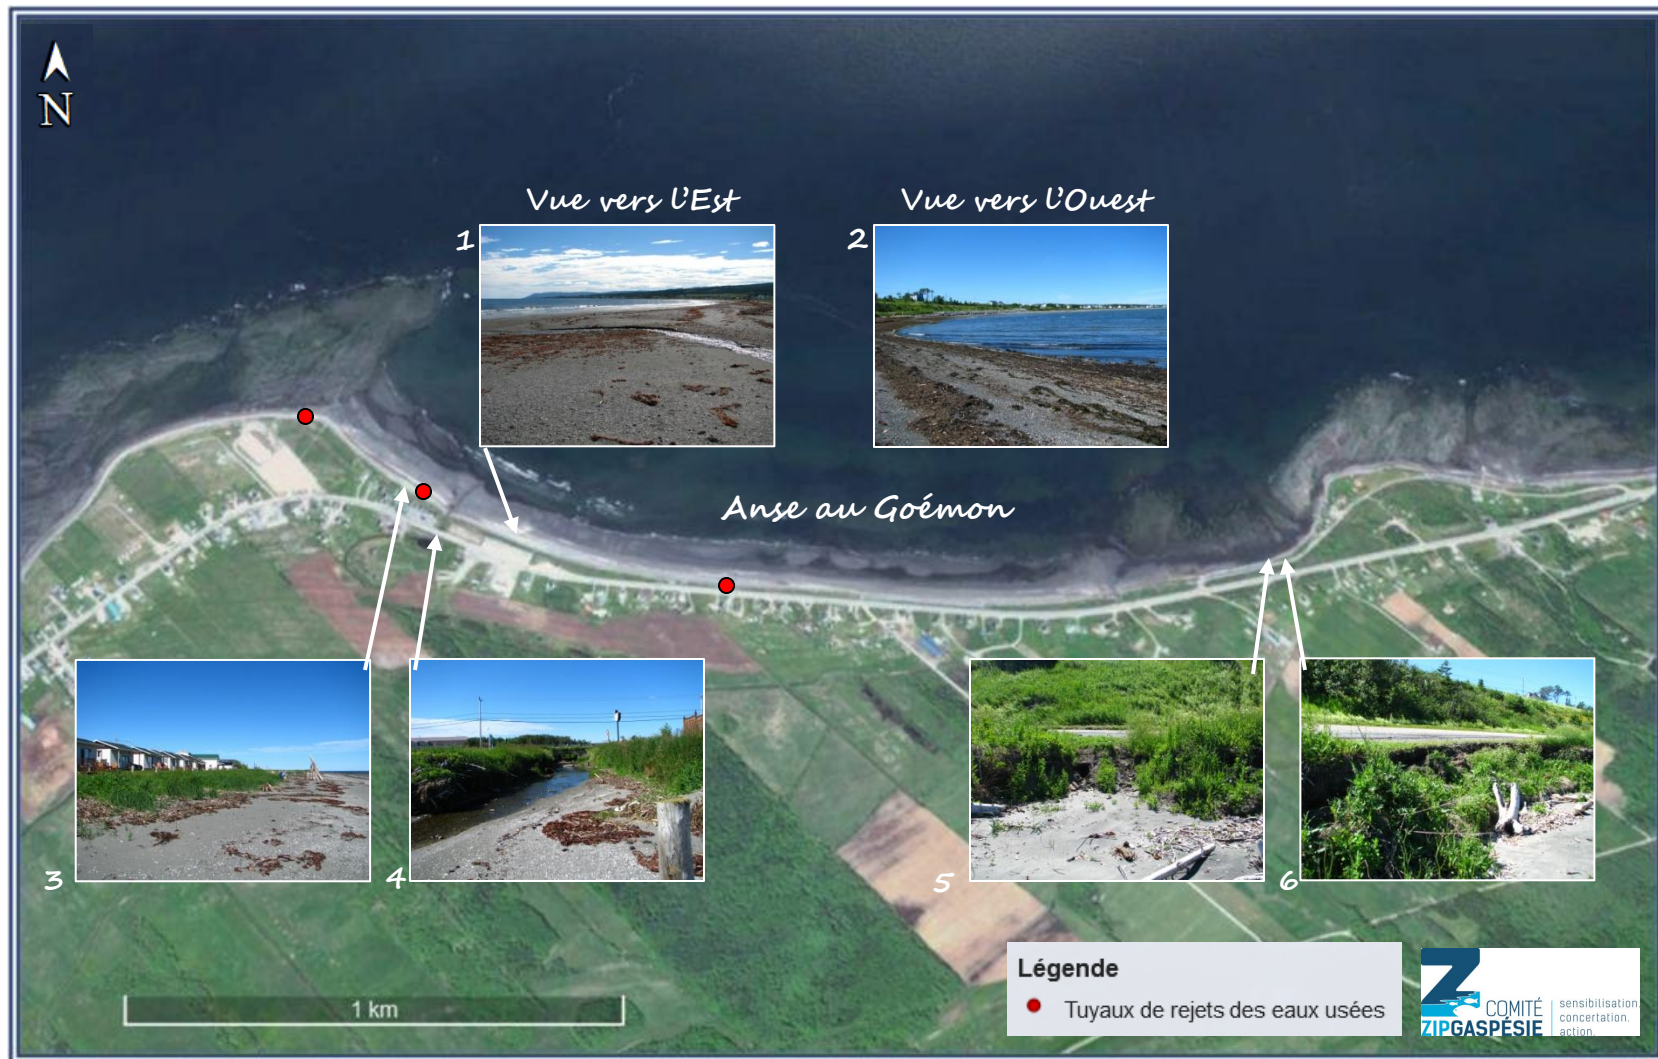 N
Vue vers l'Est
Vue vers l'Ouest
1
2
Anse au Goémon
3
4
5
6
Légende
Tuyaux de rejets des eaux usées
1 km
COMITÉ
ZIPGASPÉSIE
sensibilisation.
concertation.
action.